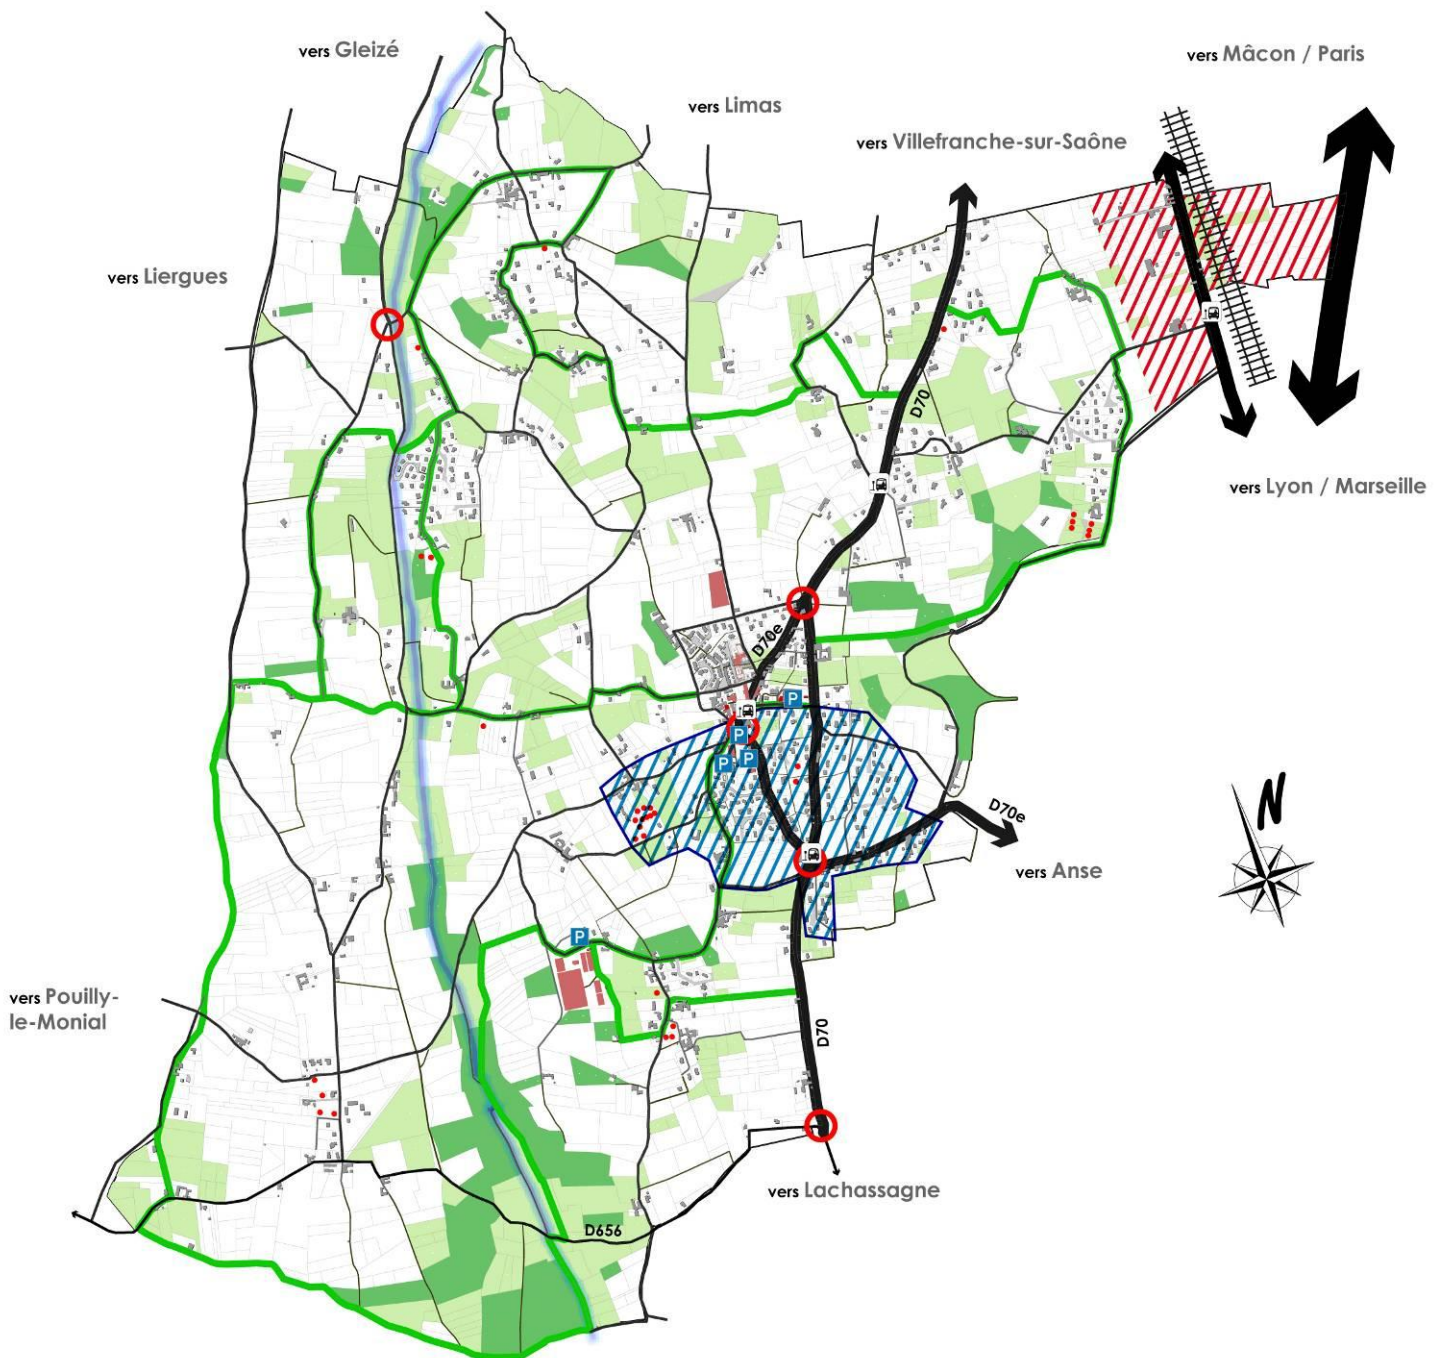 vers Gleizé
vers Mâcon / Paris
vers Limas
vers Villefranche-sur-Saône
vers Liergues
D70
vers Lyon / Marseille
D70e
P
P
P
P
D70e
vers Anse
N
P
vers Pouilly-
le-Monial
D70
vers Lachassagne
D656